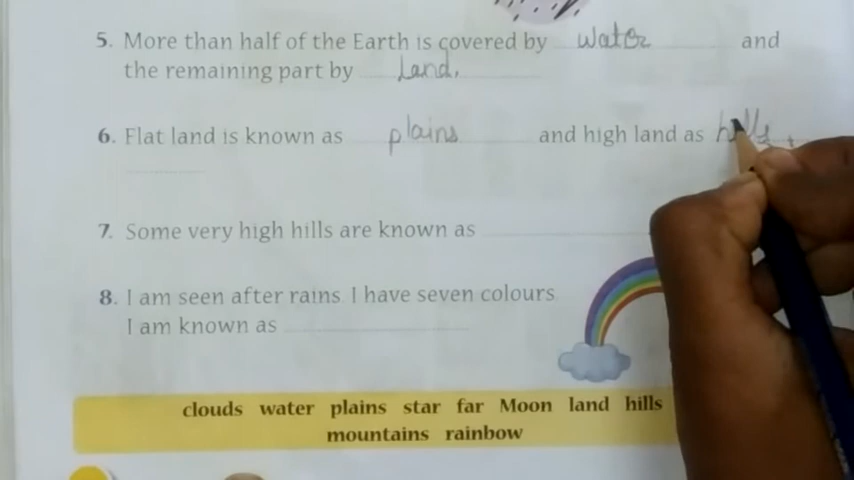 5. More than half of the Earth is covered by water and
the remaining part by land.
6. Flat land is known as plains and high land as hills.
7. Some very high hills are known as
8. I am seen after rains. I have seven colours
I am known as
clouds water plains star far Moon land hills
mountains rainbow